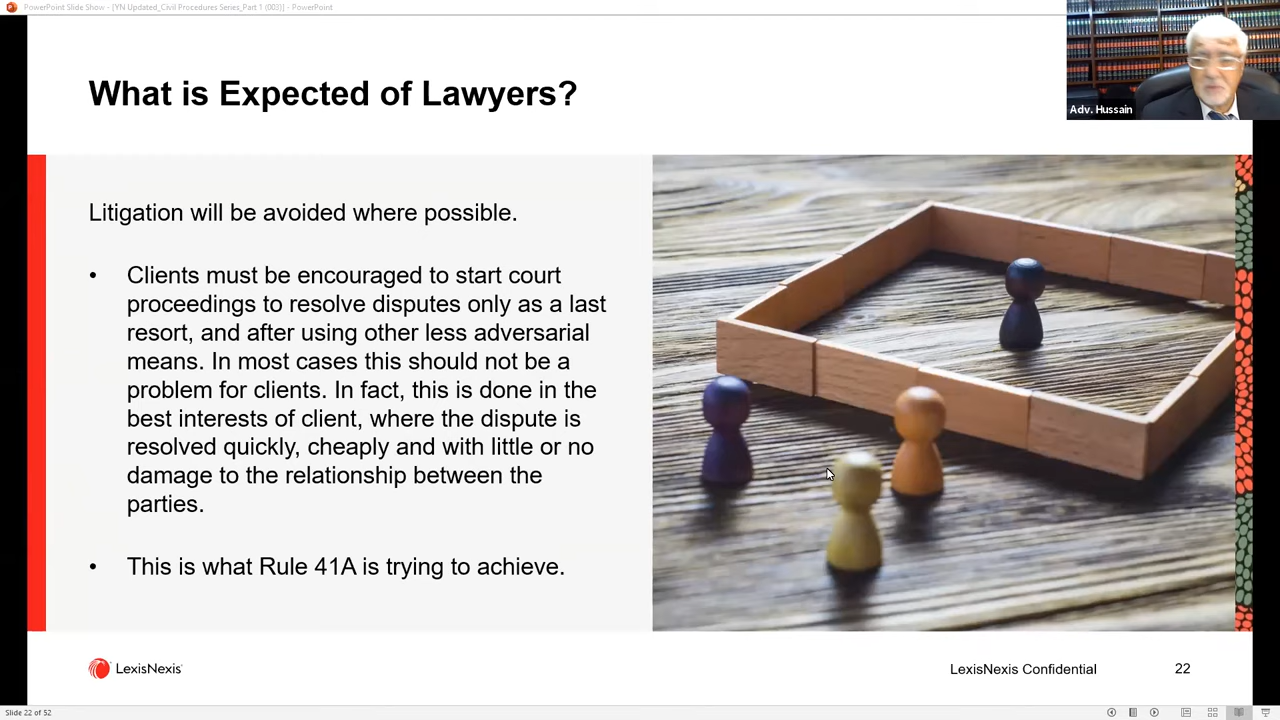 PowerPoint Slide Show - [YN Updated_Civil Procedures Series_Part 1 (003)] - PowerPoint
Adv. Hussain
What is Expected of Lawyers?
Litigation will be avoided where possible.
• Clients must be encouraged to start court
proceedings to resolve disputes only as a last
resort, and after using other less adversarial
means. In most cases this should not be a
problem for clients. In fact, this is done in the
best interests of client, where the dispute is
resolved quickly, cheaply and with little or no
damage to the relationship between the
parties.
• This is what Rule 41A is trying to achieve.
LexisNexis
LexisNexis Confidential
22
Slide 22 of 52